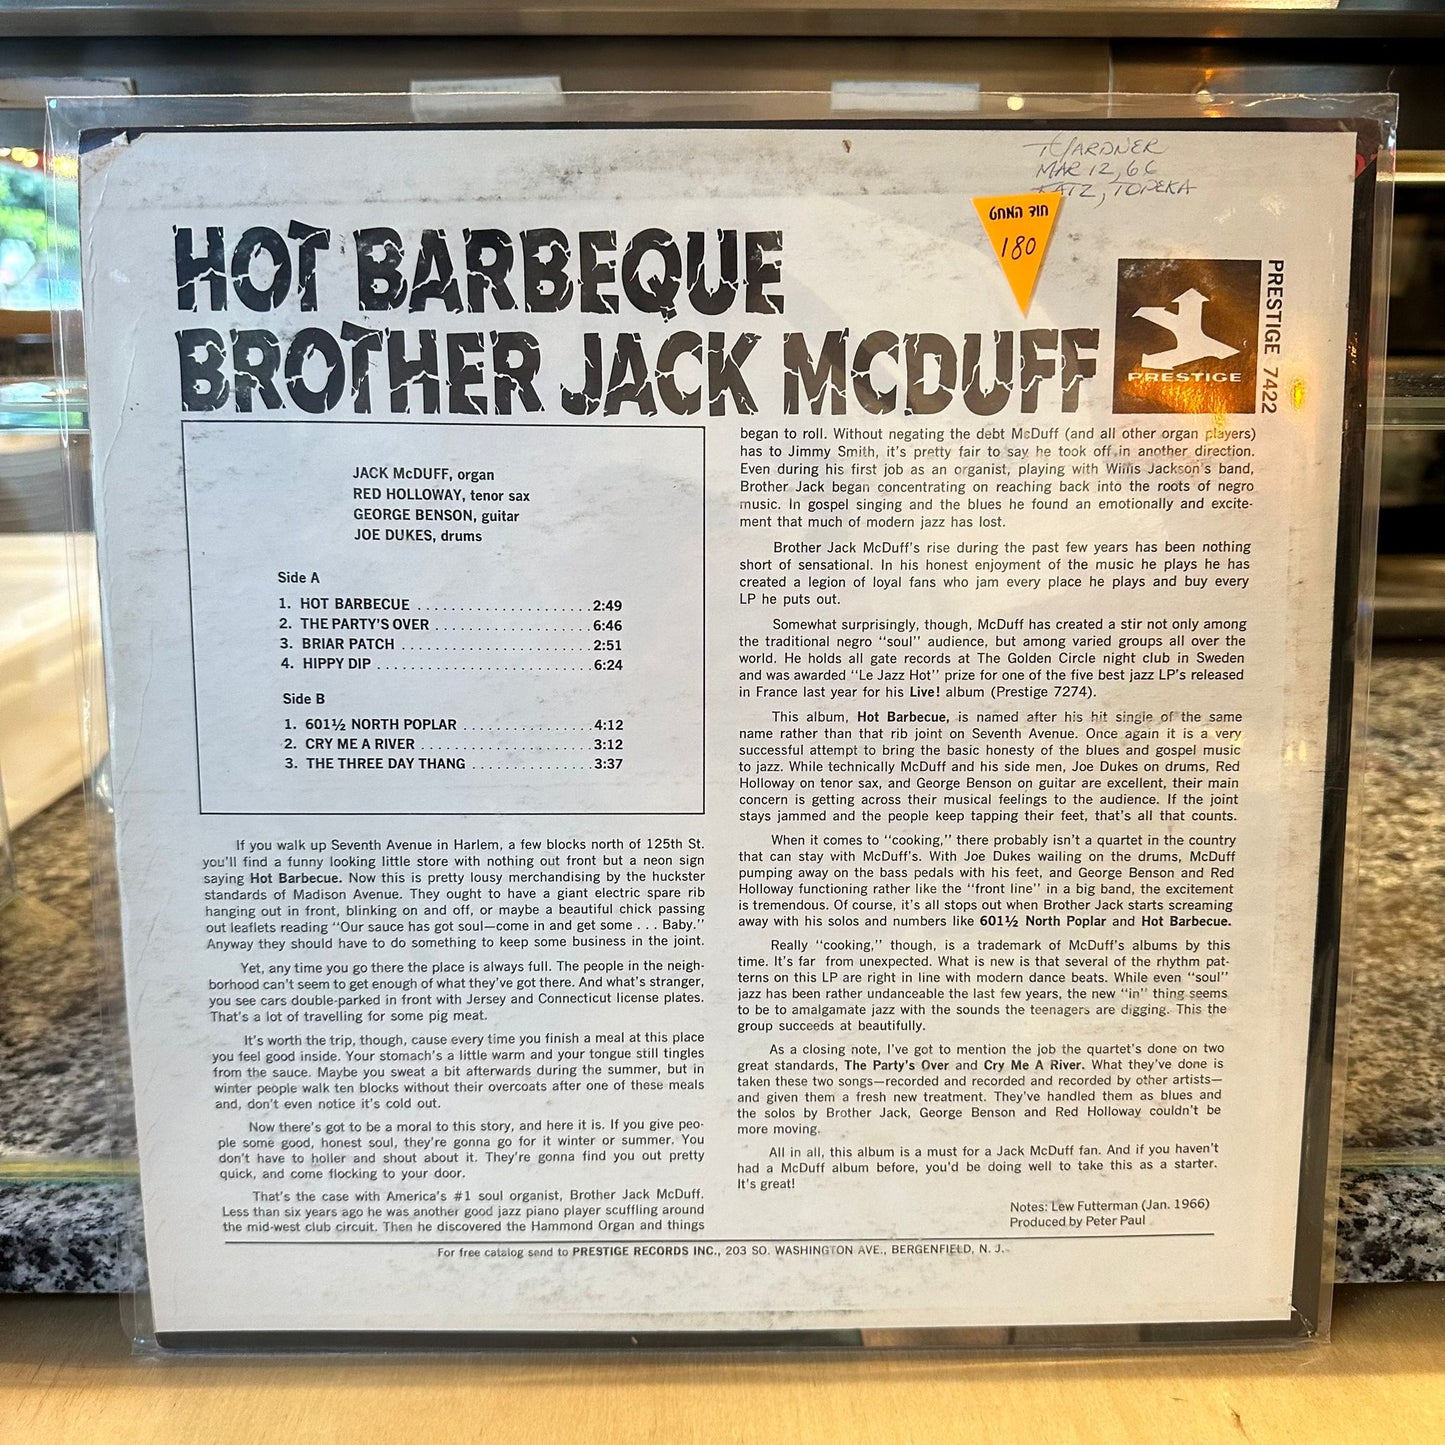 T GARDNER
MAR 12, 66
KATZ, TOPEKA
חוד המחט
180
HOT BARBEQUE
BROTHER JACK MCDUFF
PRESTIGE
PRESTIGE 7422
JACK McDUFF, organ
RED HOLLOWAY, tenor sax
GEORGE BENSON, guitar
JOE DUKES, drums
Side A
1. HOT BARBECUE . . . . . . . . . . . . . . . . . . . . . 2:49
2. THE PARTY'S OVER . . . . . . . . . . . . . . . . . . . 6:46
3. BRIAR PATCH . . . . . . . . . . . . . . . . . . . . . . . 2:51
4. HIPPY DIP . . . . . . . . . . . . . . . . . . . . . . . . . . 6:24
Side B
1. 601½ NORTH POPLAR . . . . . . . . . . . . . . . 4:12
2. CRY ME A RIVER . . . . . . . . . . . . . . . . . . . . 3:12
3. THE THREE DAY THANG . . . . . . . . . . . . . . 3:37
If you walk up Seventh Avenue in Harlem, a few blocks north of 125th St.
you'll find a funny looking little store with nothing out front but a neon sign
saying Hot Barbecue. Now this is pretty lousy merchandising by the huckster
standards of Madison Avenue. They ought to have a giant electric spare rib
hanging out in front, blinking on and off, or maybe a beautiful chick passing
out leaflets reading "Our sauce has got soul—come in and get some . . . Baby."
Anyway they should have to do something to keep some business in the joint.
Yet, any time you go there the place is always full. The people in the neigh-
borhood can't seem to get enough of what they've got there. And what's stranger,
you see cars double-parked in front with Jersey and Connecticut license plates.
That's a lot of travelling for some pig meat.
It's worth the trip, though, cause every time you finish a meal at this place
you feel good inside. Your stomach's a little warm and your tongue still tingles
from the sauce. Maybe you sweat a bit afterwards during the summer, but in
winter people walk ten blocks without their overcoats after one of these meals
and, don't even notice it's cold out.
Now there's got to be a moral to this story, and here it is. If you give peo-
ple some good, honest soul, they're gonna go for it winter or summer. You
don't have to holler and shout about it. They're gonna find you out pretty
quick, and come flocking to your door.
That's the case with America's #1 soul organist, Brother Jack McDuff.
Less than six years ago he was another good jazz piano player scuffling around
the mid-west club circuit. Then he discovered the Hammond Organ and things
began to roll. Without negating the debt McDuff (and all other organ players)
has to Jimmy Smith, it's pretty fair to say he took off in another direction.
Even during his first job as an organist, playing with Willis Jackson's band,
Brother Jack began concentrating on reaching back into the roots of negro
music. In gospel singing and the blues he found an emotionally and excite-
ment that much of modern jazz has lost.
Brother Jack McDuff's rise during the past few years has been nothing
short of sensational. In his honest enjoyment of the music he plays he has
created a legion of loyal fans who jam every place he plays and buy every
LP he puts out.
Somewhat surprisingly, though, McDuff has created a stir not only among
the traditional negro "soul" audience, but among varied groups all over the
world. He holds all gate records at The Golden Circle night club in Sweden
and was awarded "Le Jazz Hot" prize for one of the five best jazz LP's released
in France last year for his Live! album (Prestige 7274).
This album, Hot Barbecue, is named after his hit single of the same
name rather than that rib joint on Seventh Avenue. Once again it is a very
successful attempt to bring the basic honesty of the blues and gospel music
to jazz. While technically McDuff and his side men, Joe Dukes on drums, Red
Holloway on tenor sax, and George Benson on guitar are excellent, their main
concern is getting across their musical feelings to the audience. If the joint
stays jammed and the people keep tapping their feet, that's all that counts.
When it comes to "cooking," there probably isn't a quartet in the country
that can stay with McDuff's. With Joe Dukes wailing on the drums, McDuff
pumping away on the bass pedals with his feet, and George Benson and Red
Holloway functioning rather like the "front line" in a big band, the excitement
is tremendous. Of course, it's all stops out when Brother Jack starts screaming
away with his solos and numbers like 601½ North Poplar and Hot Barbecue.
Really "cooking," though, is a trademark of McDuff's albums by this
time. It's far from unexpected. What is new is that several of the rhythm pat-
terns on this LP are right in line with modern dance beats. While even "soul"
jazz has been rather undanceable the last few years, the new "in" thing seems
to be to amalgamate jazz with the sounds the teenagers are digging. This the
group succeeds at beautifully.
As a closing note, I've got to mention the job the quartet's done on two
great standards, The Party's Over and Cry Me A River. What they've done is
taken these two songs—recorded and recorded and recorded by other artists—
and given them a fresh new treatment. They've handled them as blues and
the solos by Brother Jack, George Benson and Red Holloway couldn't be
more moving.
All in all, this album is a must for a Jack McDuff fan. And if you haven't
had a McDuff album before, you'd be doing well to take this as a starter.
It's great!
Notes: Lew Futterman (Jan. 1966)
Produced by Peter Paul
For free catalog send to PRESTIGE RECORDS INC., 203 SO. WASHINGTON AVE., BERGENFIELD, N. J.